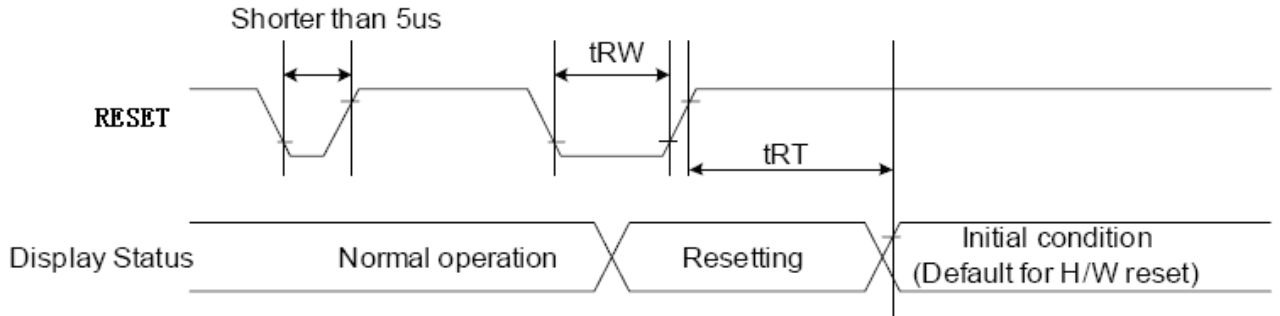 Shorter than 5us
tRW
RESET
tRT
Display Status
Normal operation
Resetting
Initial condition
(Default for H/W reset)